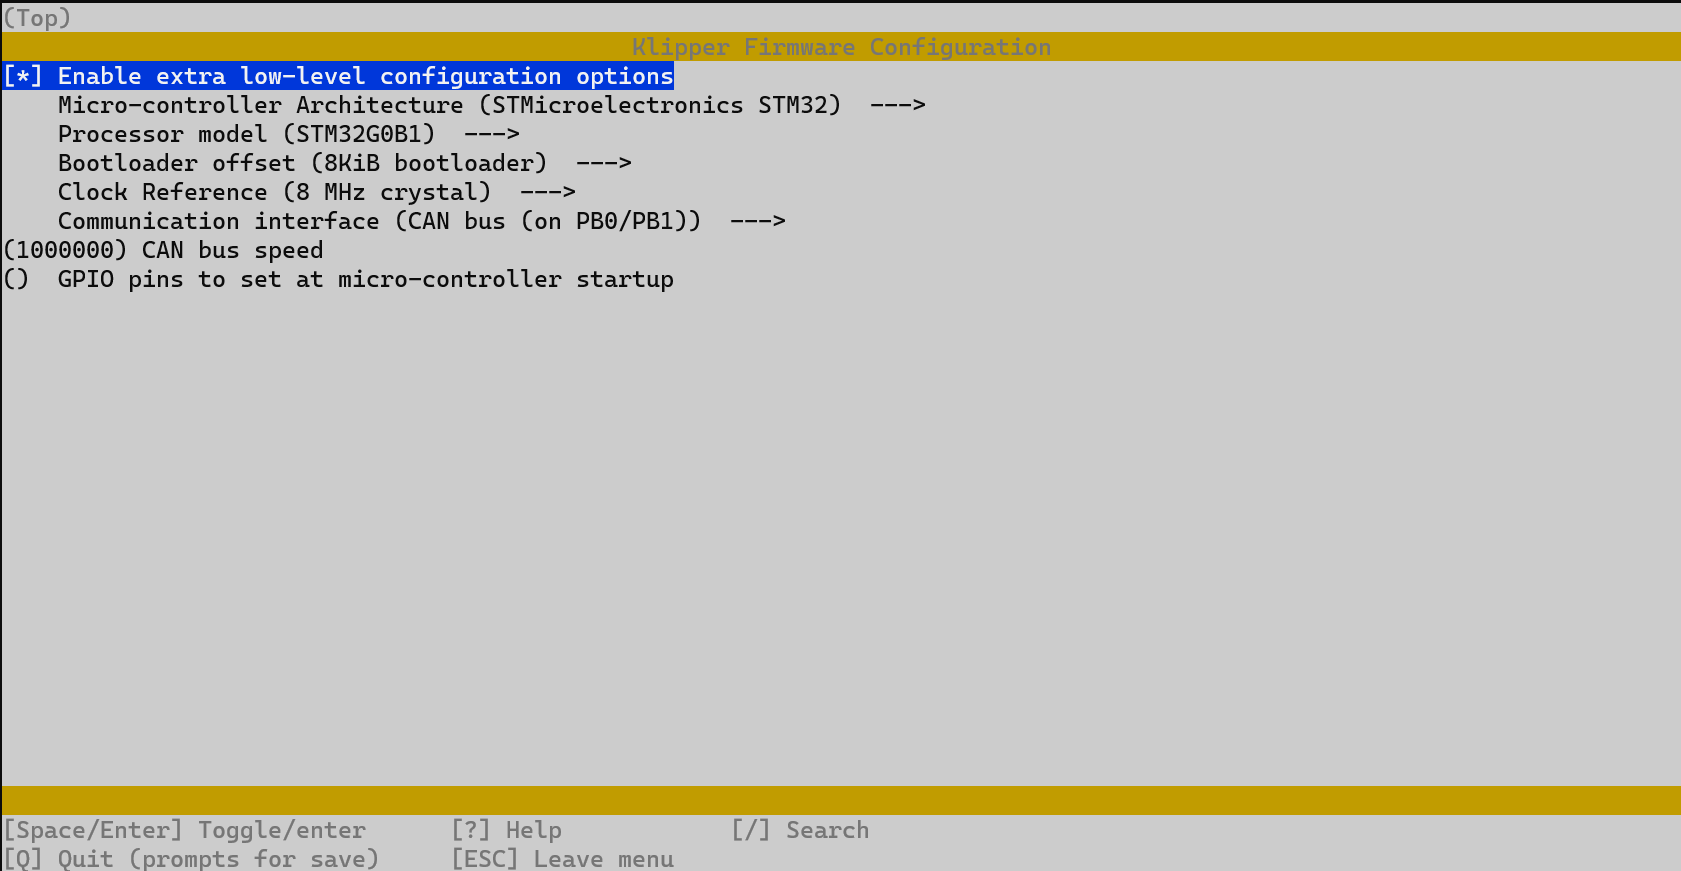 (Top)
Klipper Firmware Configuration
[*] Enable extra low-level configuration options
Micro-controller Architecture (STMicroelectronics STM32)  --->
Processor model (STM32G0B1)  --->
Bootloader offset (8KiB bootloader)  --->
Clock Reference (8 MHz crystal)  --->
Communication interface (CAN bus (on PB0/PB1))  --->
(1000000) CAN bus speed
()  GPIO pins to set at micro-controller startup
[Space/Enter] Toggle/enter      [?] Help            [/] Search
[Q] Quit (prompts for save)     [ESC] Leave menu